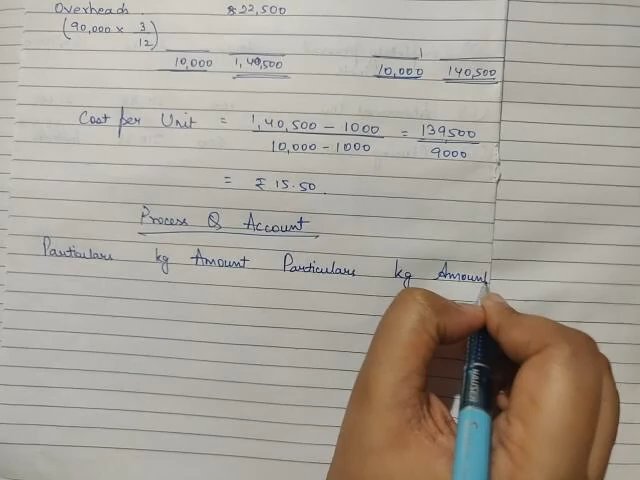 Overheads 22,500
(90,000 × 3/12)
10,000 1,40,500 10,000 140,500
Cost per Unit = 1,40,500 - 1000 / 10,000 - 1000 = 139500 / 9000
= ₹ 15.50
Process Q Account
Particulars kg Amount Particulars kg Amount